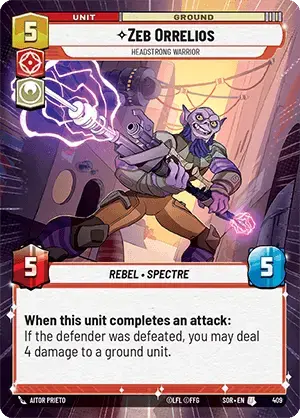 UNIT
GROUND
5
✧ZEB ORRELIOS
HEADSTRONG WARRIOR
5
REBEL • SPECTRE
5
When this unit completes an attack:
If the defender was defeated, you may deal
4 damage to a ground unit.
AITOR PRIETO
©LFL ©FFG
SOR • EN
409